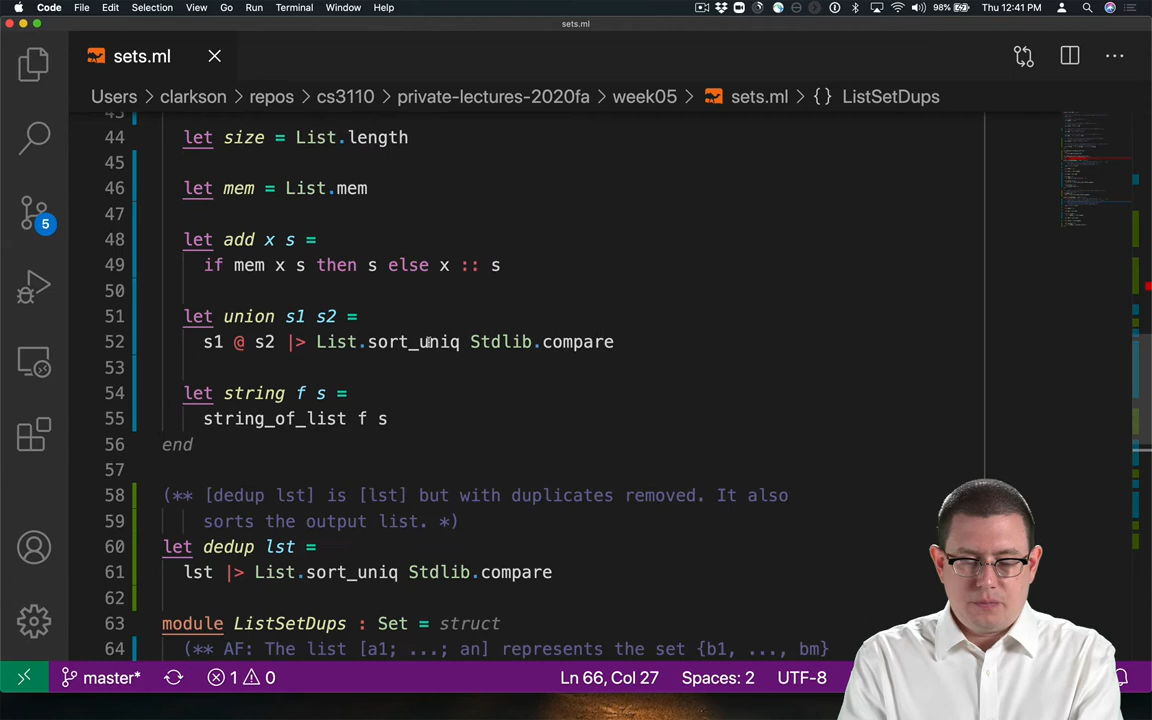 Code File Edit Selection View Go Run Terminal Window Help 98% Thu 12:41 PM
sets.ml
sets.ml
Users > clarkson > repos > cs3110 > private-lectures-2020fa > week05 > sets.ml > {} ListSetDups
43
44 let size = List.length
45
46 let mem = List.mem
47
48 let add x s =
49 if mem x s then s else x :: s
50
51 let union s1 s2 =
52 s1 @ s2 |> List.sort_uniq Stdlib.compare
53
54 let string f s =
55 string_of_list f s
56 end
57
58 (** [dedup lst] is [lst] but with duplicates removed. It also
59 sorts the output list. *)
60 let dedup lst =
61 lst |> List.sort_uniq Stdlib.compare
62
63 module ListSetDups : Set = struct
64 (** AF: The list [a1; ...; an] represents the set {b1, ..., bm}
5
master* 1 0 Ln 66, Col 27 Spaces: 2 UTF-8